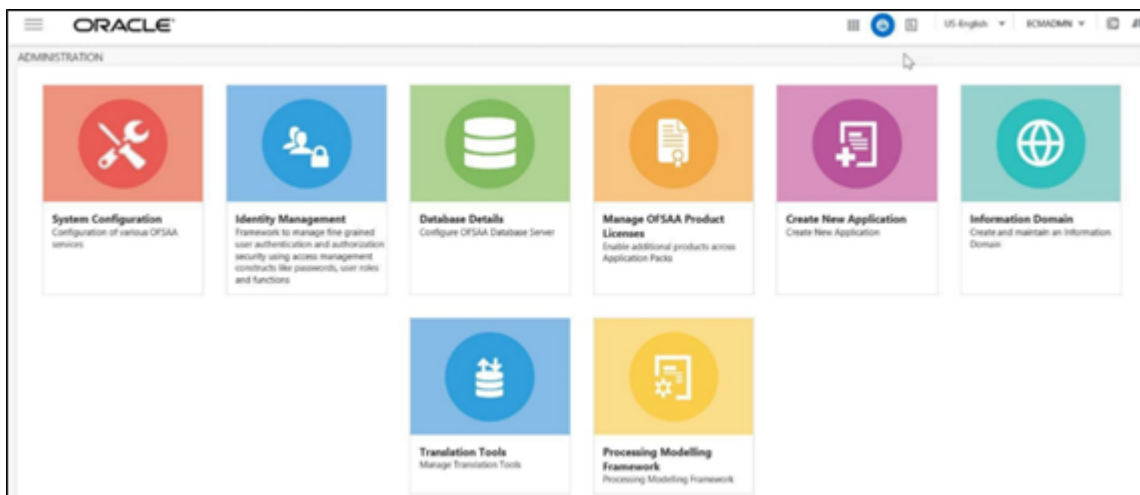 ORACLE
US-English
ECMADMN
ADMINISTRATION
System Configuration
Configuration of various OFSAA
services
Identity Management
Framework to manage fine grained
user authentication and authorization
security using access management
constructs like passwords, user roles
and functions
Database Details
Configure OFSAA Database Server
Manage OFSAA Product
Licenses
Enable additional products across
Application Packs
Create New Application
Create New Application
Information Domain
Create and maintain an Information
Domain
Translation Tools
Manage Translation Tools
Processing Modelling
Framework
Processing Modelling Framework